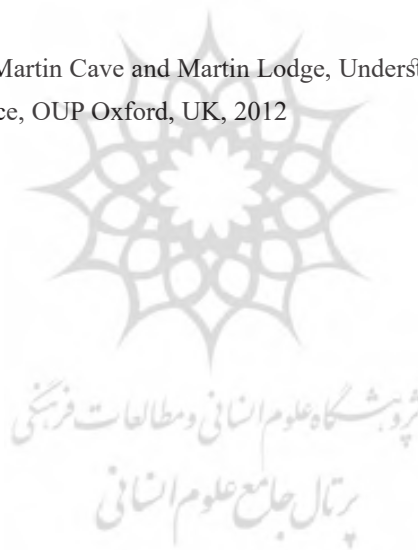 Martin Cave and Martin Lodge, Underst
ce, OUP Oxford, UK, 2012
پژوهشگاه علوم انسانی و مطالعات فرهنگی
پرتال جامع علوم انسانی